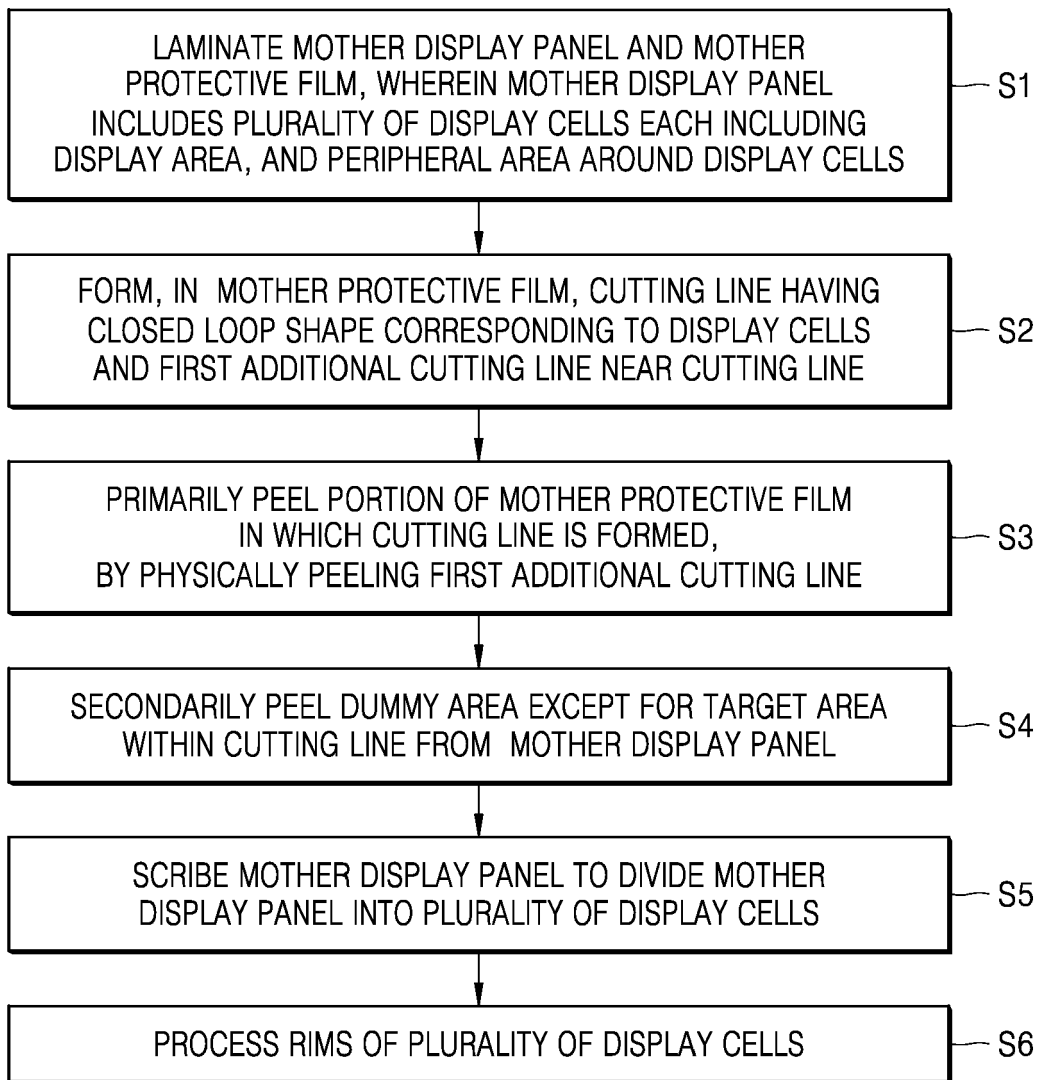 LAMINATE MOTHER DISPLAY PANEL AND MOTHER
PROTECTIVE FILM, WHEREIN MOTHER DISPLAY PANEL
INCLUDES PLURALITY OF DISPLAY CELLS EACH INCLUDING
DISPLAY AREA, AND PERIPHERAL AREA AROUND DISPLAY CELLS
S1
FORM, IN MOTHER PROTECTIVE FILM, CUTTING LINE HAVING
CLOSED LOOP SHAPE CORRESPONDING TO DISPLAY CELLS
AND FIRST ADDITIONAL CUTTING LINE NEAR CUTTING LINE
S2
PRIMARILY PEEL PORTION OF MOTHER PROTECTIVE FILM
IN WHICH CUTTING LINE IS FORMED,
BY PHYSICALLY PEELING FIRST ADDITIONAL CUTTING LINE
S3
SECONDARILY PEEL DUMMY AREA EXCEPT FOR TARGET AREA
WITHIN CUTTING LINE FROM MOTHER DISPLAY PANEL
S4
SCRIBE MOTHER DISPLAY PANEL TO DIVIDE MOTHER
DISPLAY PANEL INTO PLURALITY OF DISPLAY CELLS
S5
PROCESS RIMS OF PLURALITY OF DISPLAY CELLS
S6